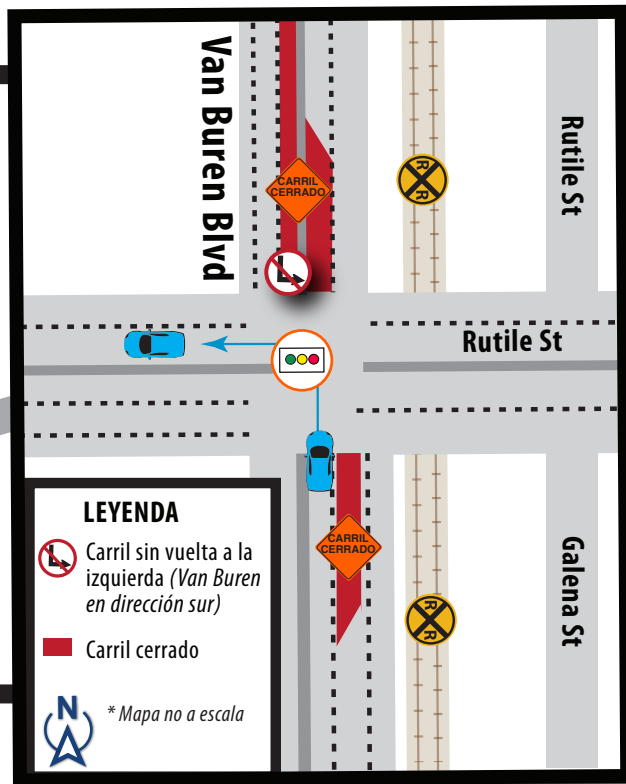 Van Buren Blvd
CARRIL
CERRADO
R R
Rutile St
Rutile St
CARRIL
CERRADO
R R
Galena St
LEYENDA
Carril sin vuelta a la
izquierda (Van Buren
en dirección sur)
Carril cerrado
N
* Mapa no a escala